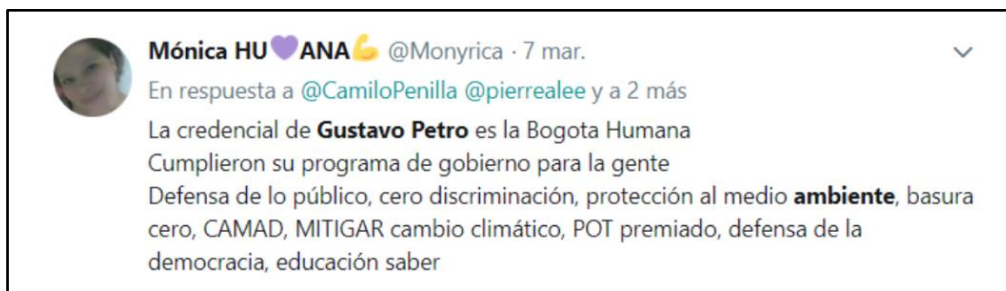 Mónica HU💜ANA💪 @Monyrica · 7 mar.
En respuesta a @CamiloPenilla @pierrealee y a 2 más
La credencial de Gustavo Petro es la Bogota Humana
Cumplieron su programa de gobierno para la gente
Defensa de lo público, cero discriminación, protección al medio ambiente, basura
cero, CAMAD, MITIGAR cambio climático, POT premiado, defensa de la
democracia, educación saber